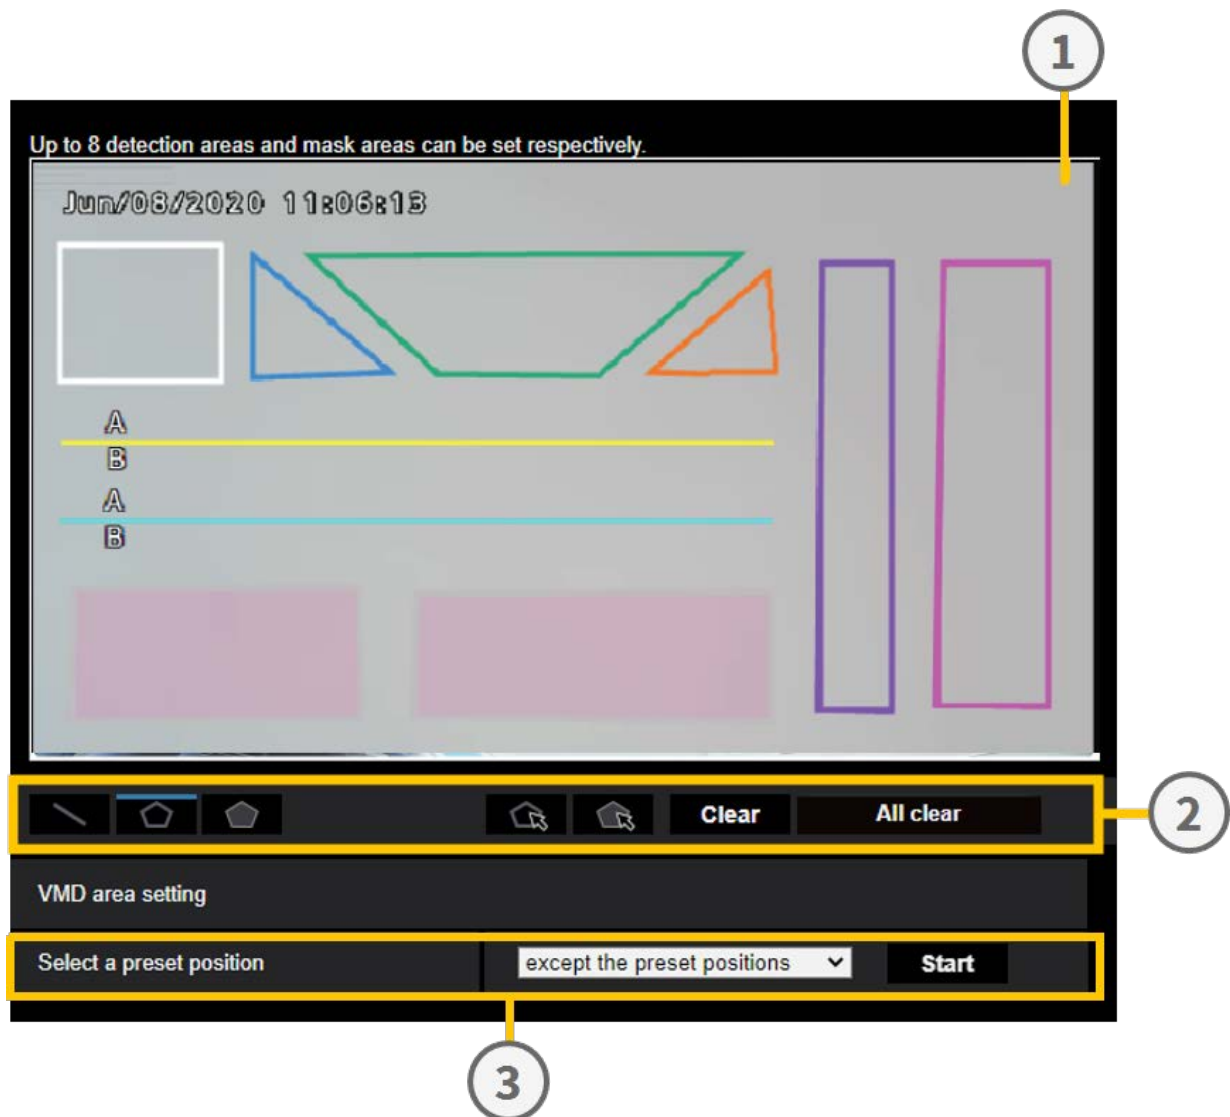 1
Up to 8 detection areas and mask areas can be set respectively.
Jun/08/2020 11:06:13
A
B
A
B
Clear All clear
2
VMD area setting
Select a preset position except the preset positions Start
3